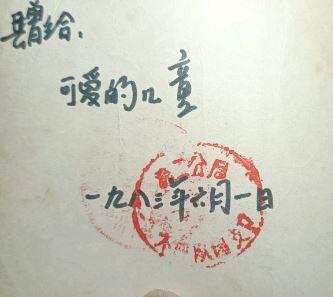 赠给、
可爱的儿童
一九八三年六月一日